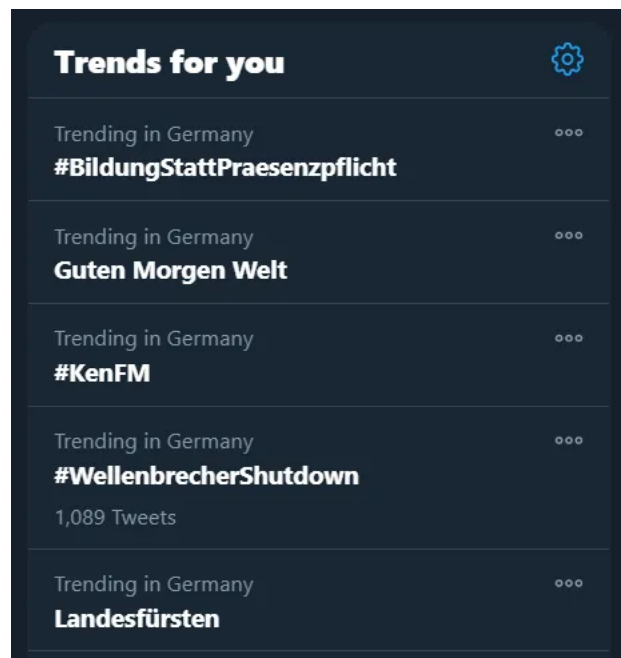 Trends for you
Trending in Germany
#BildungStattPraesenzpflicht
Trending in Germany
Guten Morgen Welt
Trending in Germany
#KenFM
Trending in Germany
#WellenbrecherShutdown
1,089 Tweets
Trending in Germany
Landesfürsten